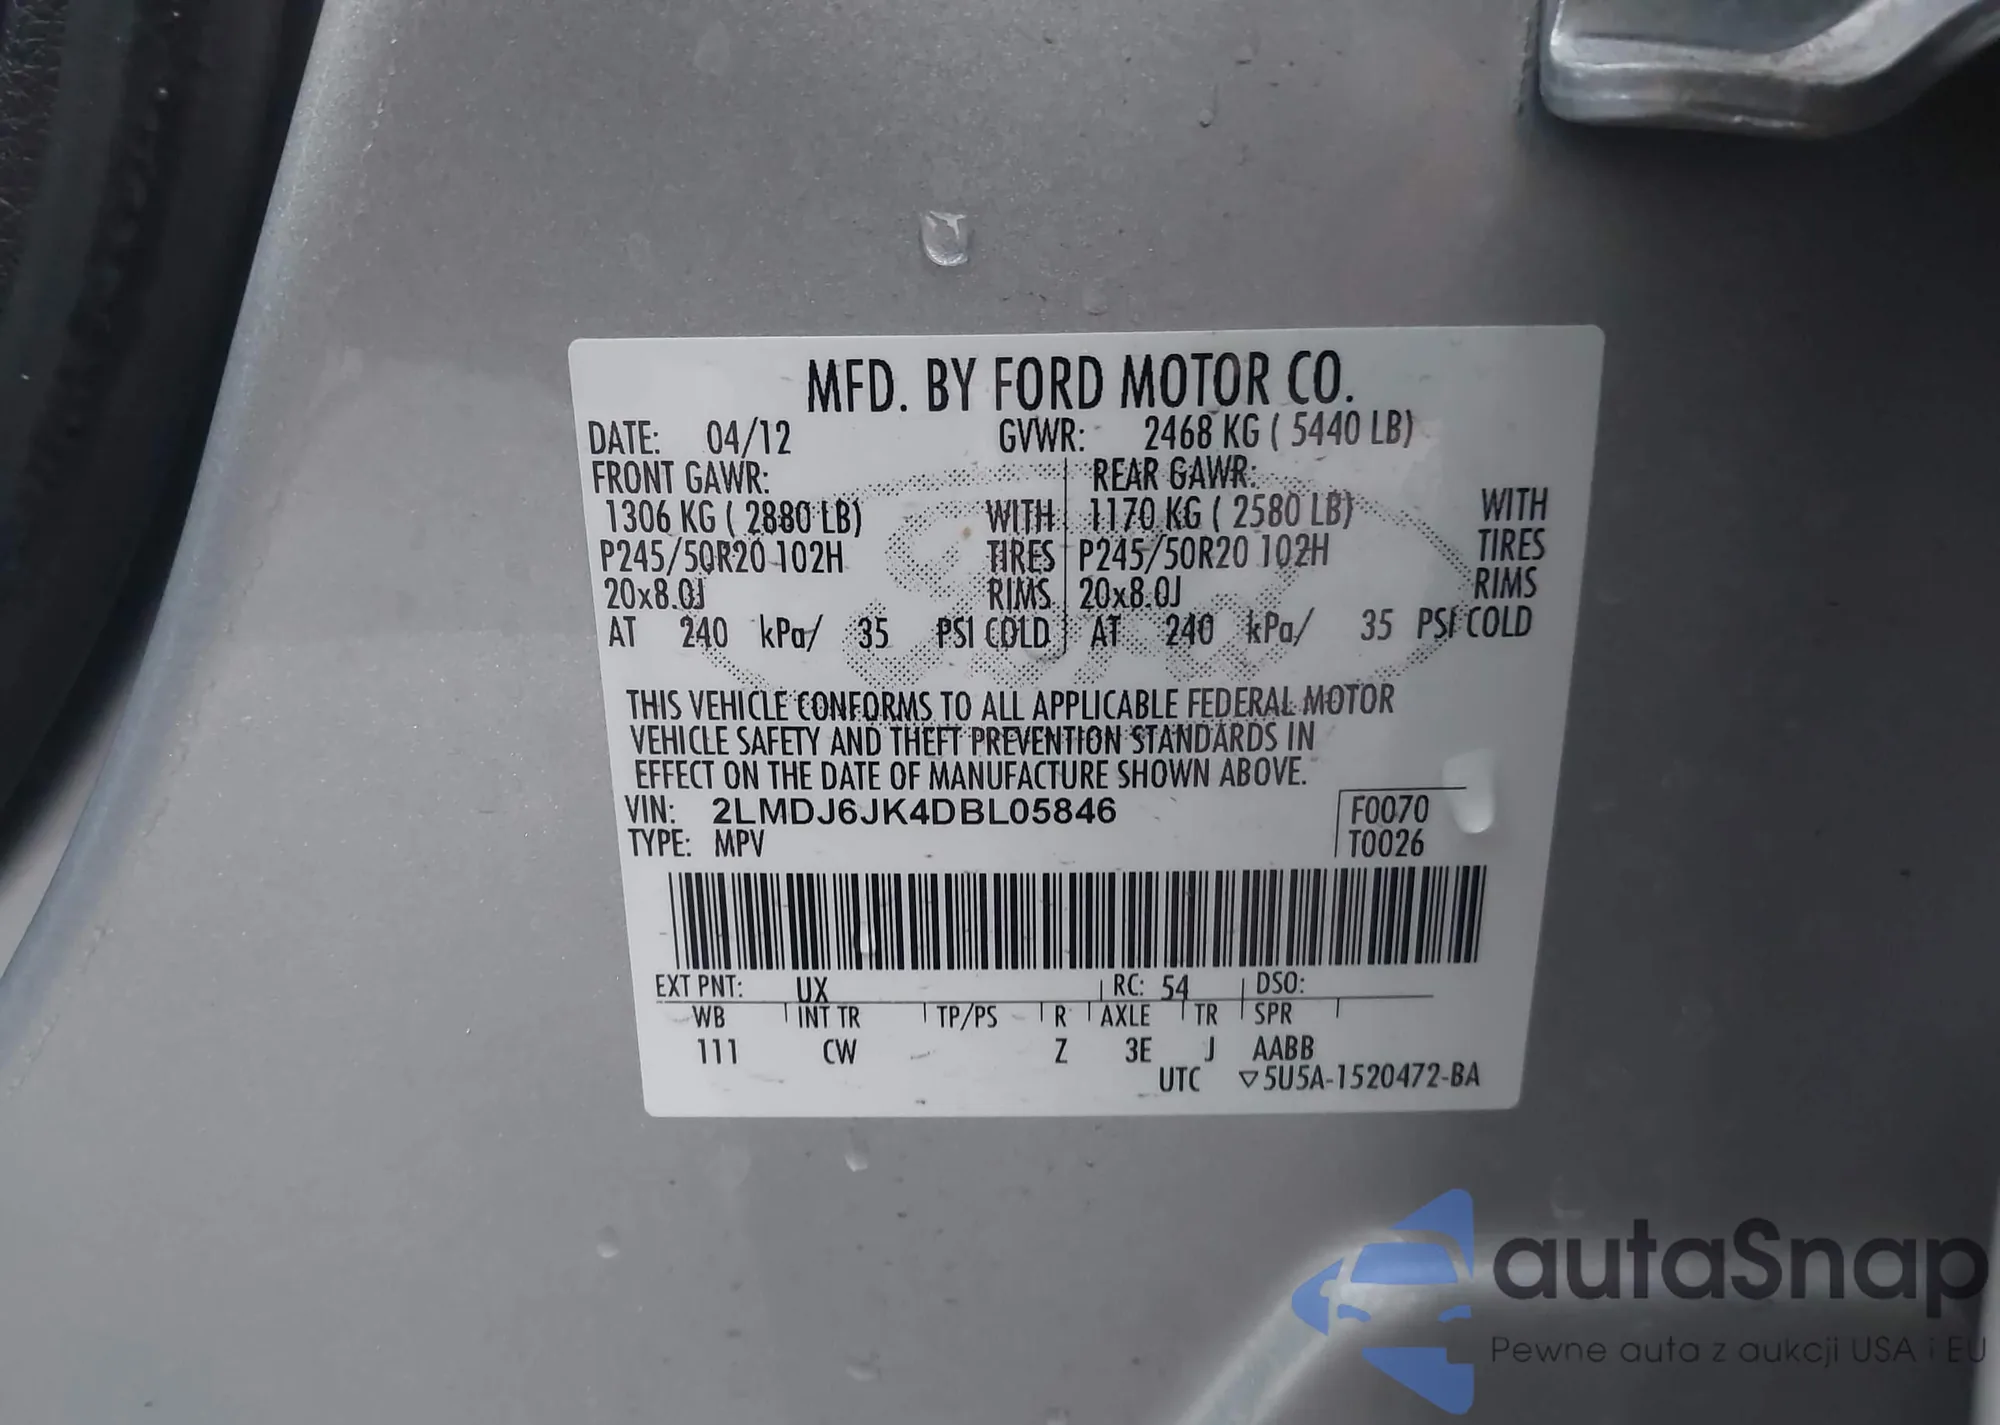 MFD. BY FORD MOTOR CO.
DATE: 04/12 GVWR: 2468 KG ( 5440 LB)
FRONT GAWR: REAR GAWR:
1306 KG ( 2880 LB) WITH 1170 KG ( 2580 LB) WITH
P245/50R20 102H TIRES P245/50R20 102H TIRES
20x8.0J RIMS 20x8.0J RIMS
AT 240 kPa/ 35 PSI COLD AT 240 kPa/ 35 PSI COLD
THIS VEHICLE CONFORMS TO ALL APPLICABLE FEDERAL MOTOR
VEHICLE SAFETY AND THEFT PREVENTION STANDARDS IN
EFFECT ON THE DATE OF MANUFACTURE SHOWN ABOVE.
VIN: 2LMDJ6JK4DBL05846 F0070
TYPE: MPV T0026
EXT PNT: UX RC: 54 DSO:
WB INT TR TP/PS R AXLE TR SPR
111 CW Z 3E J AABB
UTC ▽5U5A-1520472-BA
autaSnap
Pewne auta z aukcji USA i EU